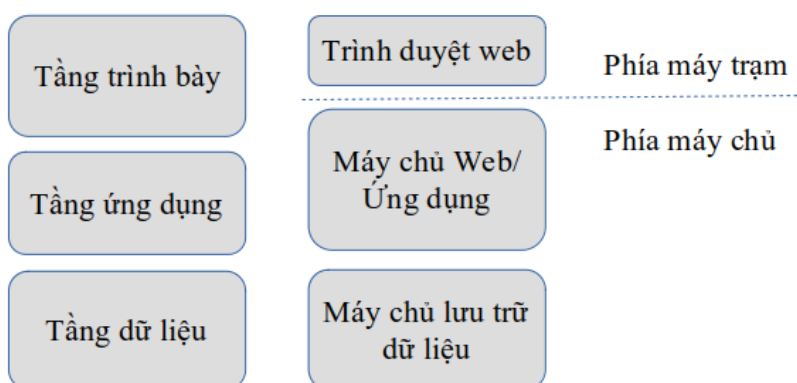 Tầng trình bày
Trình duyệt web
Phía máy trạm
Phía máy chủ
Tầng ứng dụng
Máy chủ Web/
Ứng dụng
Tầng dữ liệu
Máy chủ lưu trữ
dữ liệu